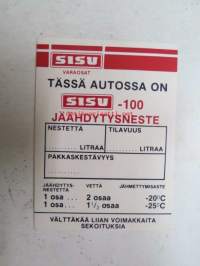 SISU
VARAOSAT
TÄSSÄ AUTOSSA ON
SISU -100
JÄÄHDYTYSNESTE
NESTETTÄ TILAVUUS
........... LITRAA ........... LITRAA
PAKKASKESTÄVYYS
JÄÄHDYTYS-NESTETTÄ VETTÄ JÄHMETTYMISASTE
1 osa.... 2 osaa -20°C
1 osa.... 1½ osaa -25°C
VÄLTTÄKÄÄ LIIAN VOIMAKKAITA
SEKOITUKSIA